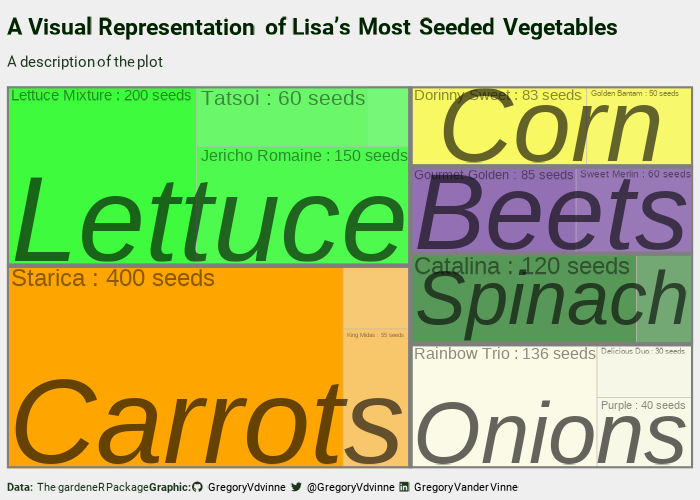 A Visual Representation of Lisa's Most Seeded Vegetables
A description of the plot
Lettuce Mixture : 200 seeds
Tatsoi : 60 seeds
Jericho Romaine : 150 seeds
Lettuce
Starica : 400 seeds
King Midas : 55 seeds
Carrots
Dorinny Sweet : 83 seeds
Golden Bantam : 50 seeds
Corn
Gourmet Golden : 85 seeds
Sweet Merlin : 60 seeds
Beets
Catalina : 120 seeds
Spinach
Rainbow Trio : 136 seeds
Delicious Duo : 30 seeds
Purple : 40 seeds
Onions
Data: The gardeneR Package Graphic: GregoryVdvinne @GregoryVdvinne Gregory Vander Vinne